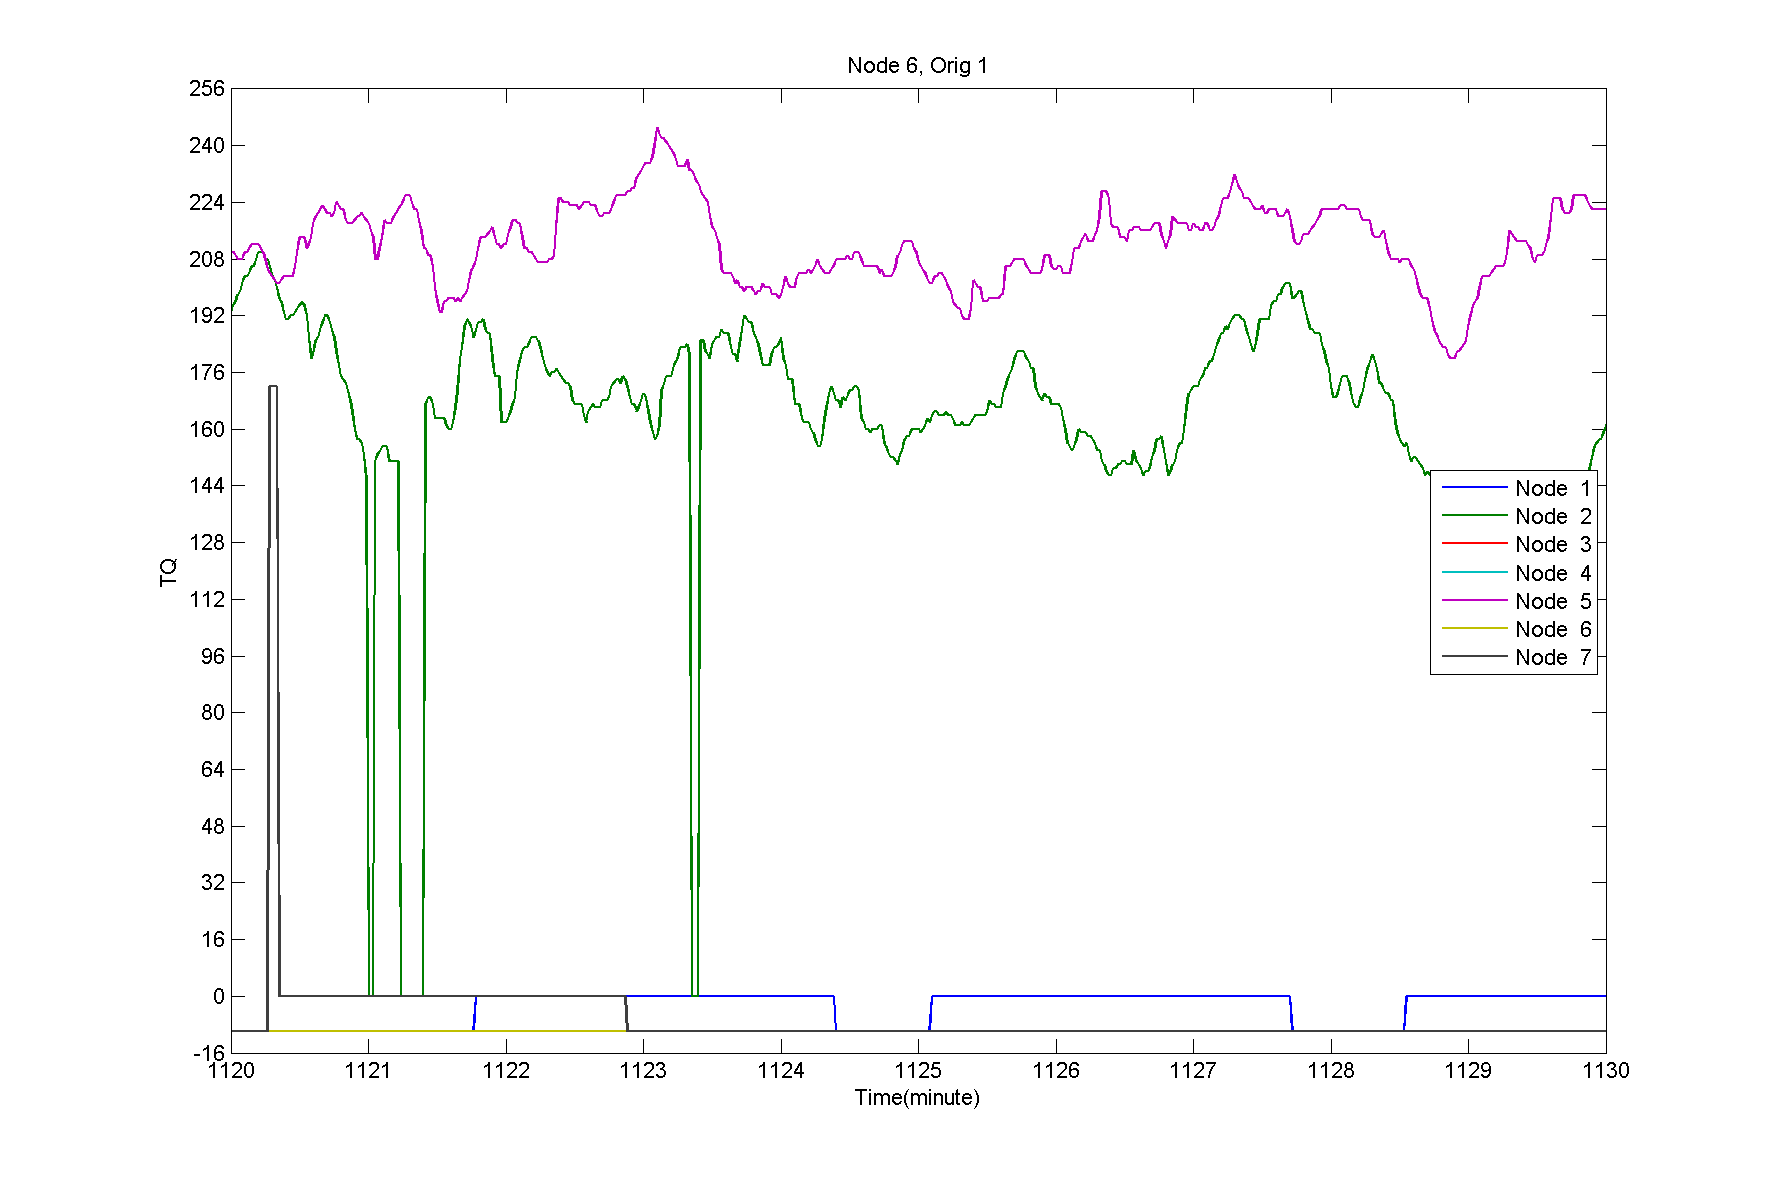 Node 6, Orig 1
256
240
224
208
192
176
160
144
128
112
96
80
64
48
32
16
0
-16
TQ
Node 1
Node 2
Node 3
Node 4
Node 5
Node 6
Node 7
1120 1121 1122 1123 1124 1125 1126 1127 1128 1129 1130
Time(minute)